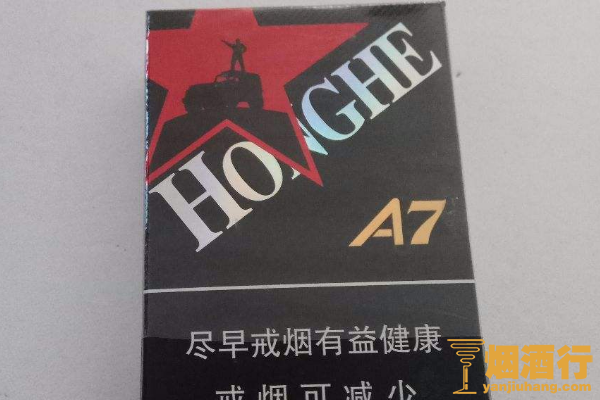 HONGHE
A7
尽早戒烟有益健康
戒烟可减少
烟酒行
yanjiuhang.com